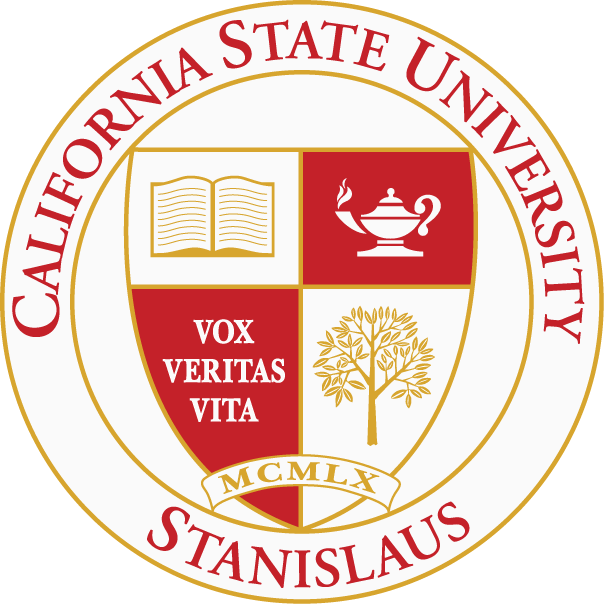 CALIFORNIA STATE UNIVERSITY
VOX
VERITAS
VITA
MCMLX
STANISLAUS